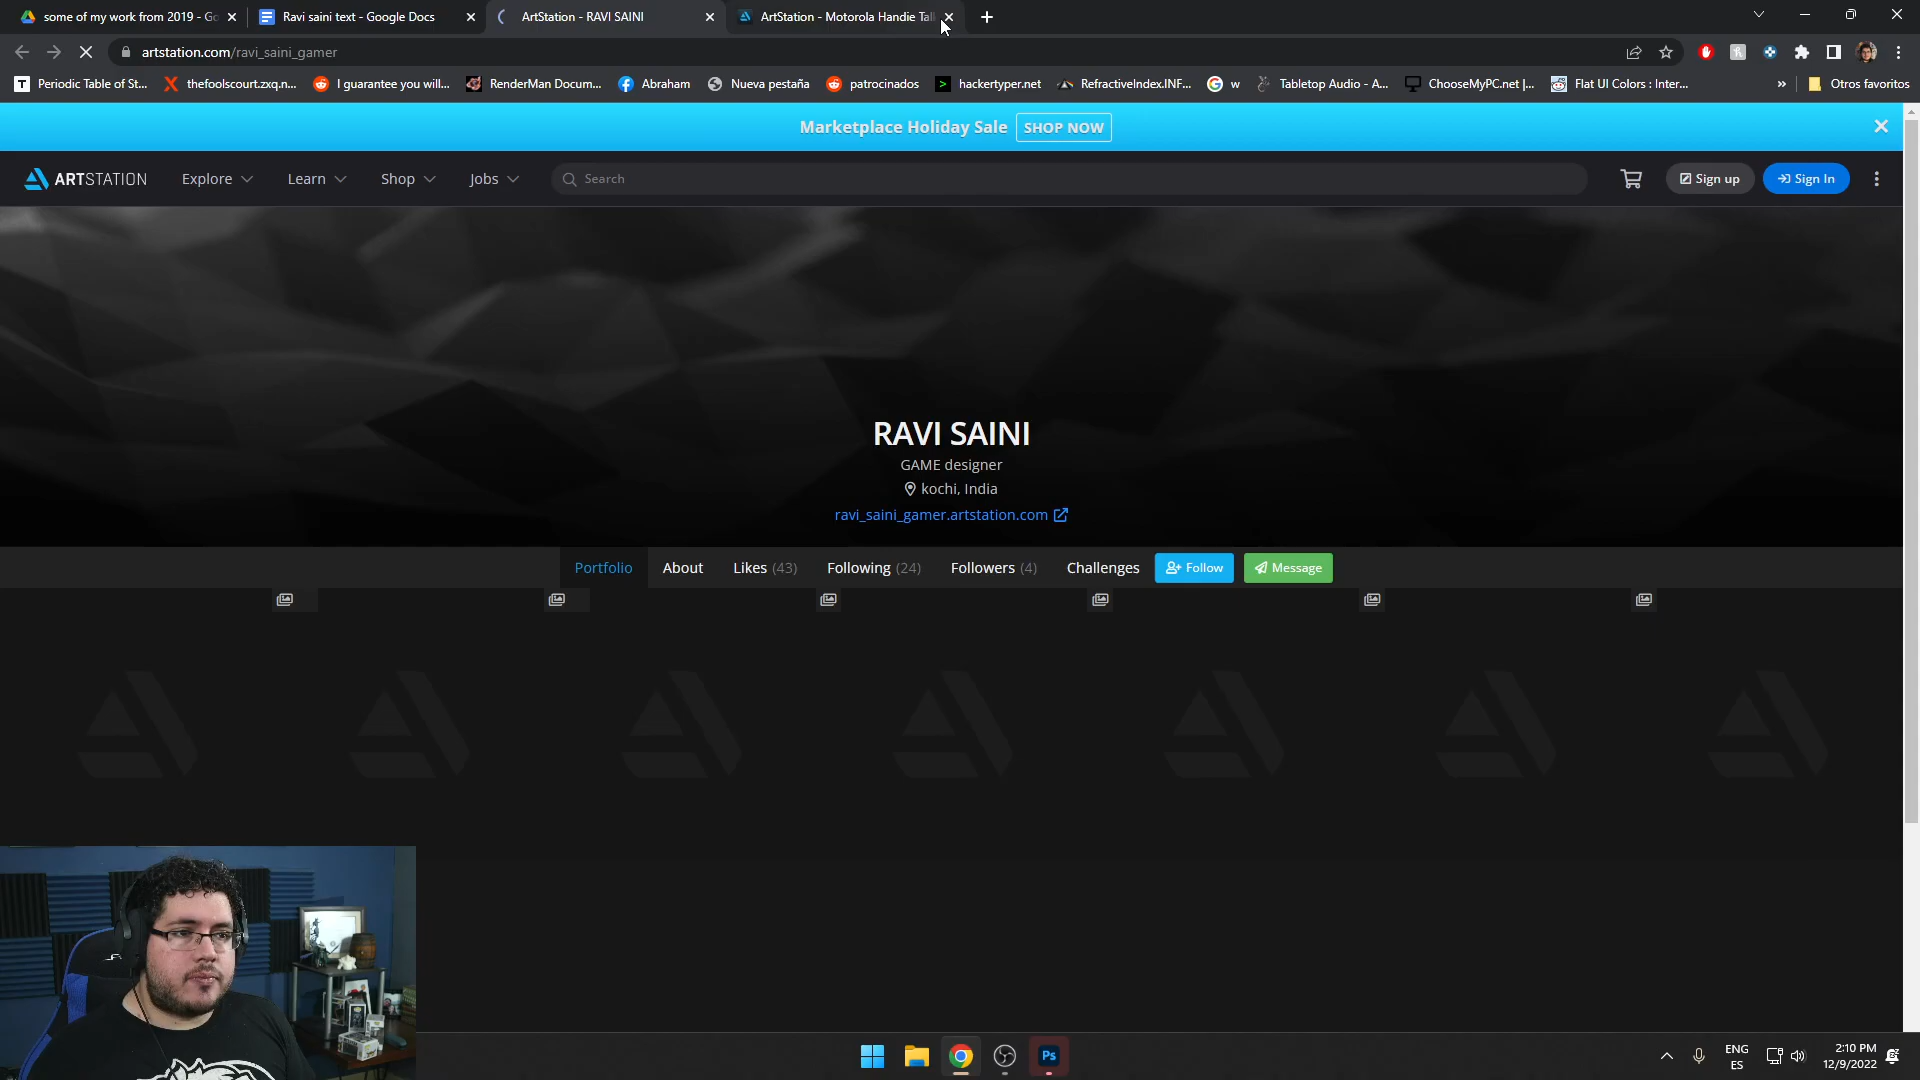 some of my work from 2019 - Go
Ravi saini text - Google Docs
ArtStation - RAVI SAINI
ArtStation - Motorola Handie Tal
artstation.com/ravi_saini_gamer
Periodic Table of St...
thefoolscourt.zxq.n...
I guarantee you will...
RenderMan Docum...
Abraham
Nueva pestaña
patrocinados
hackertyper.net
RefractiveIndex.INF...
w
Tabletop Audio - A...
ChooseMyPC.net |...
Flat UI Colors : Inter...
»
Otros favoritos
Marketplace Holiday Sale SHOP NOW
ARTSTATION
Explore
Learn
Shop
Jobs
Search
Sign up
Sign In
RAVI SAINI
GAME designer
kochi, India
ravi_saini_gamer.artstation.com
Portfolio
About
Likes (43)
Following (24)
Followers (4)
Challenges
Follow
Message
Ps
ENG
ES
2:10 PM
12/9/2022